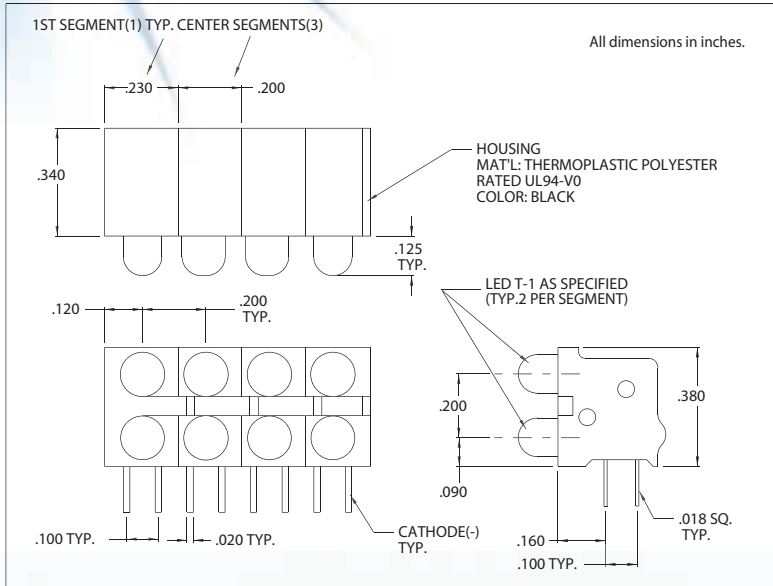 1ST SEGMENT(1) TYP. CENTER SEGMENTS(3)
All dimensions in inches.
.230
.200
.340
HOUSING
MAT'L: THERMOPLASTIC POLYESTER
RATED UL94-V0
COLOR: BLACK
.125
TYP.
LED T-1 AS SPECIFIED
(TYP.2 PER SEGMENT)
.120
.200
TYP.
.380
.200
.090
.100 TYP.
.020 TYP.
CATHODE(-)
TYP.
.160
.018 SQ.
TYP.
.100 TYP.